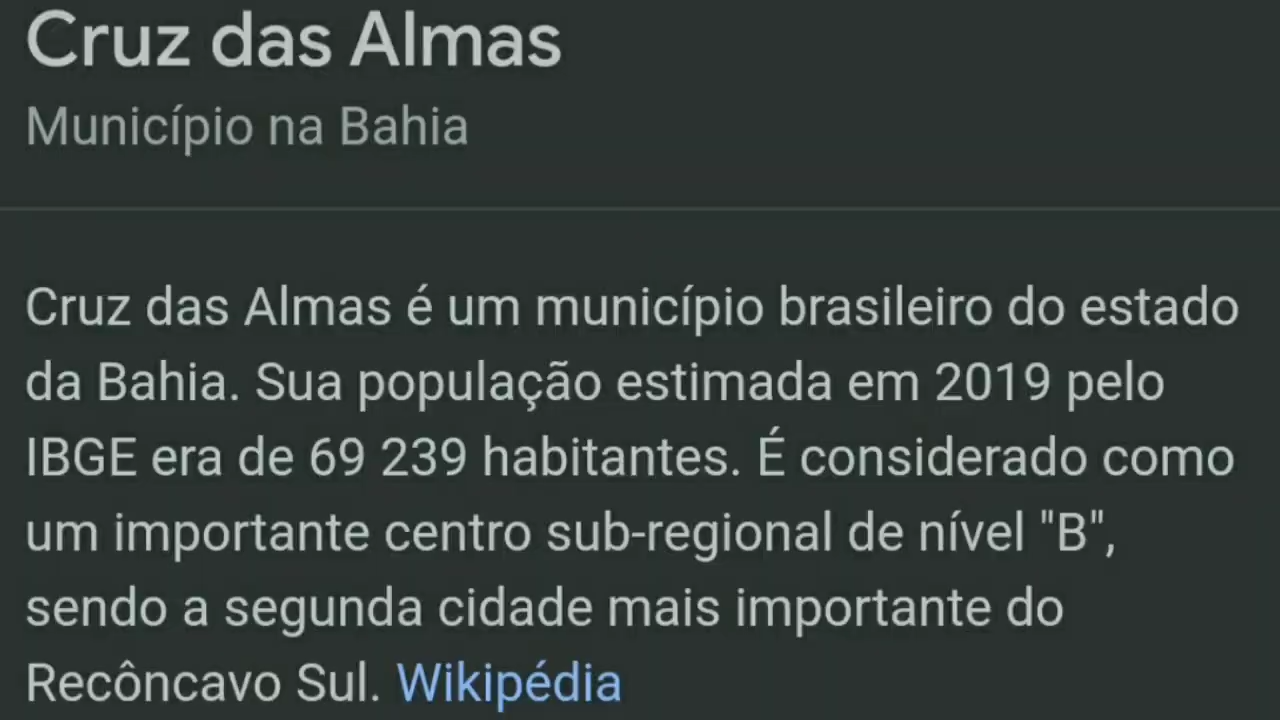 Cruz das Almas
Município na Bahia
Cruz das Almas é um município brasileiro do estado
da Bahia. Sua população estimada em 2019 pelo
IBGE era de 69 239 habitantes. É considerado como
um importante centro sub-regional de nível "B",
sendo a segunda cidade mais importante do
Recôncavo Sul. Wikipédia